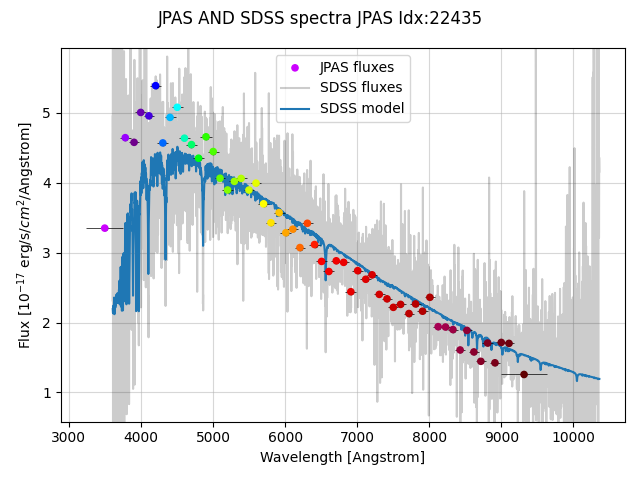 JPAS AND SDSS spectra JPAS Idx:22435
JPAS fluxes
SDSS fluxes
SDSS model
5
4
3
2
1
Flux [10^-17 erg/s/cm^2/Angstrom]
3000 4000 5000 6000 7000 8000 9000 10000
Wavelength [Angstrom]